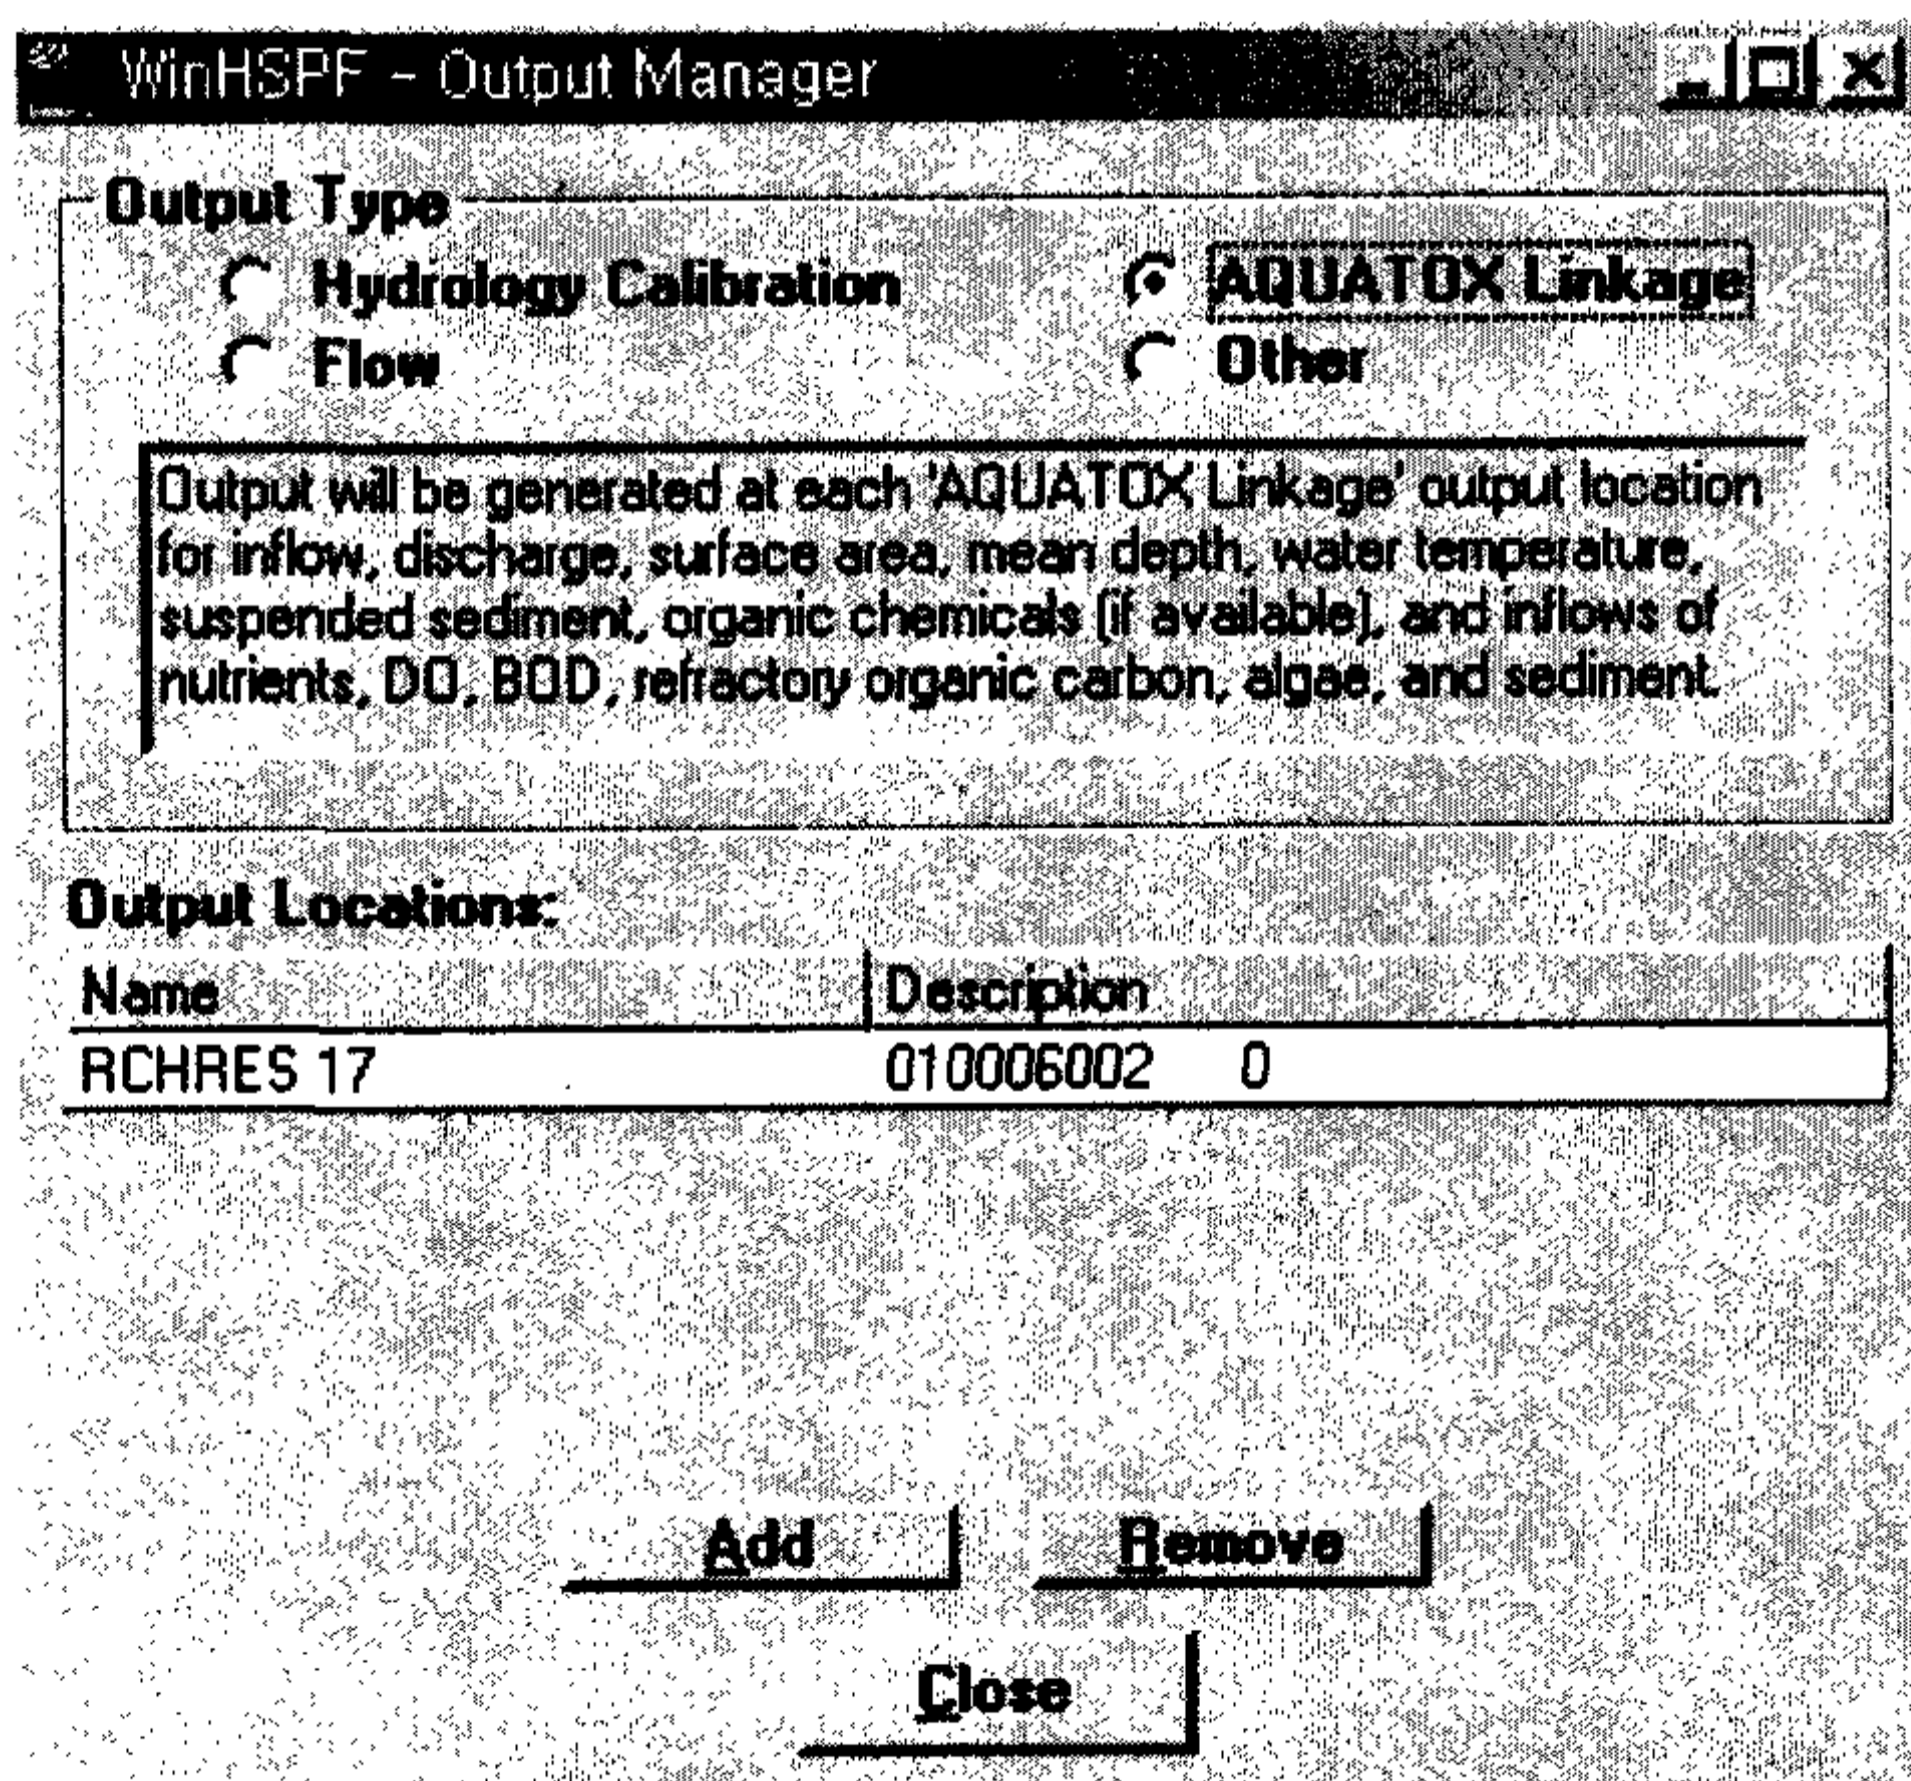 WinHSPF - Output Manager
Output Type
Hydrology Calibration
AQUATOX Linkage
Flow
Other
Output will be generated at each 'AQUATOX Linkage' output location
for inflow, discharge, surface area, mean depth, water temperature,
suspended sediment, organic chemicals (if available), and inflows of
nutrients, DO, BOD, refractory organic carbon, algae, and sediment.
Output Locations:
Name Description
RCHRES 17 010006002 0
Add Remove
Close